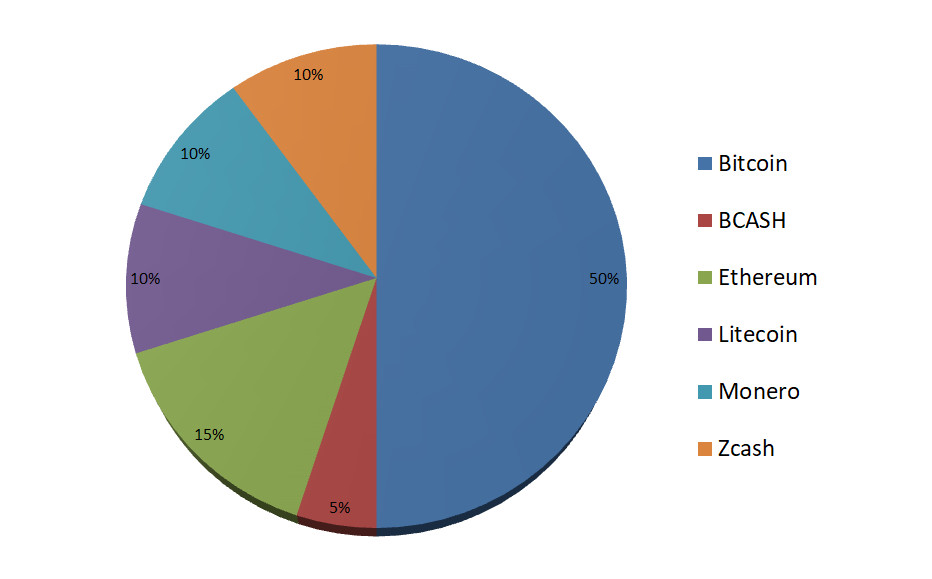 10%
10%
10%
50%
15%
5%
Bitcoin
BCASH
Ethereum
Litecoin
Monero
Zcash